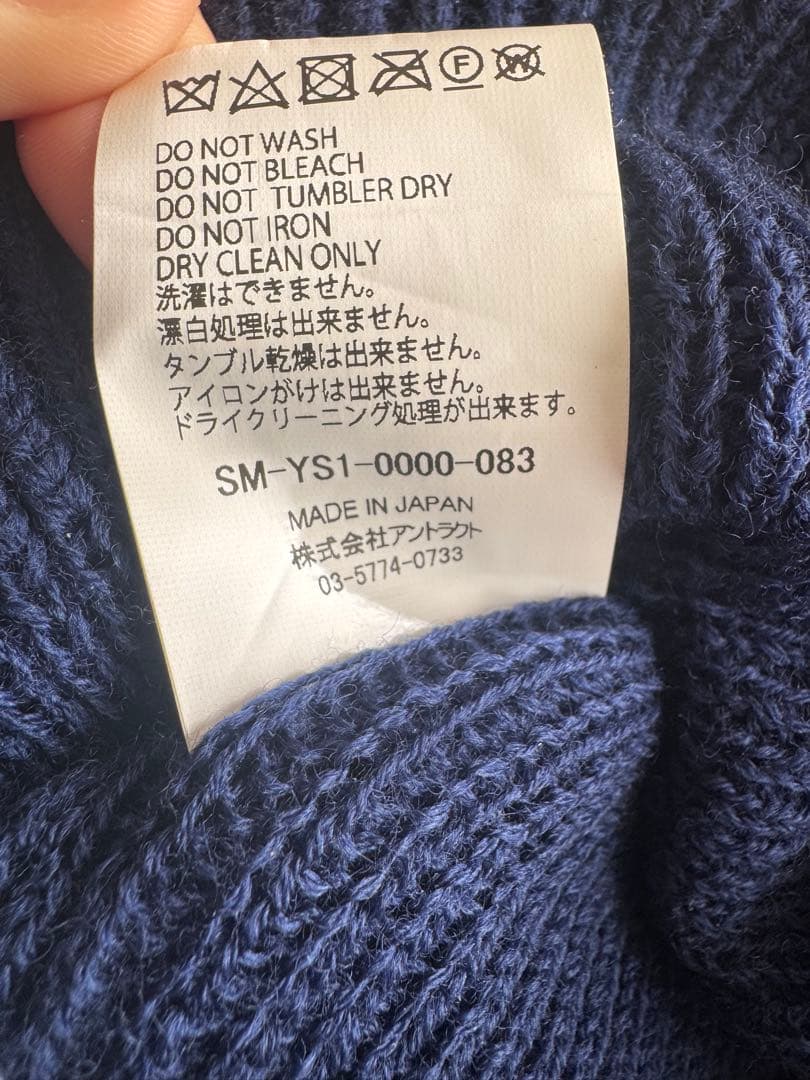 F W
DO NOT WASH
DO NOT BLEACH
DO NOT TUMBLER DRY
DO NOT IRON
DRY CLEAN ONLY
洗濯はできません。
漂白処理は出来ません。
タンブル乾燥は出来ません。
アイロンがけは出来ません。
ドライクリーニング処理が出来ます。
SM-YS1-0000-083
MADE IN JAPAN
株式会社アントラクト
03-5774-0733